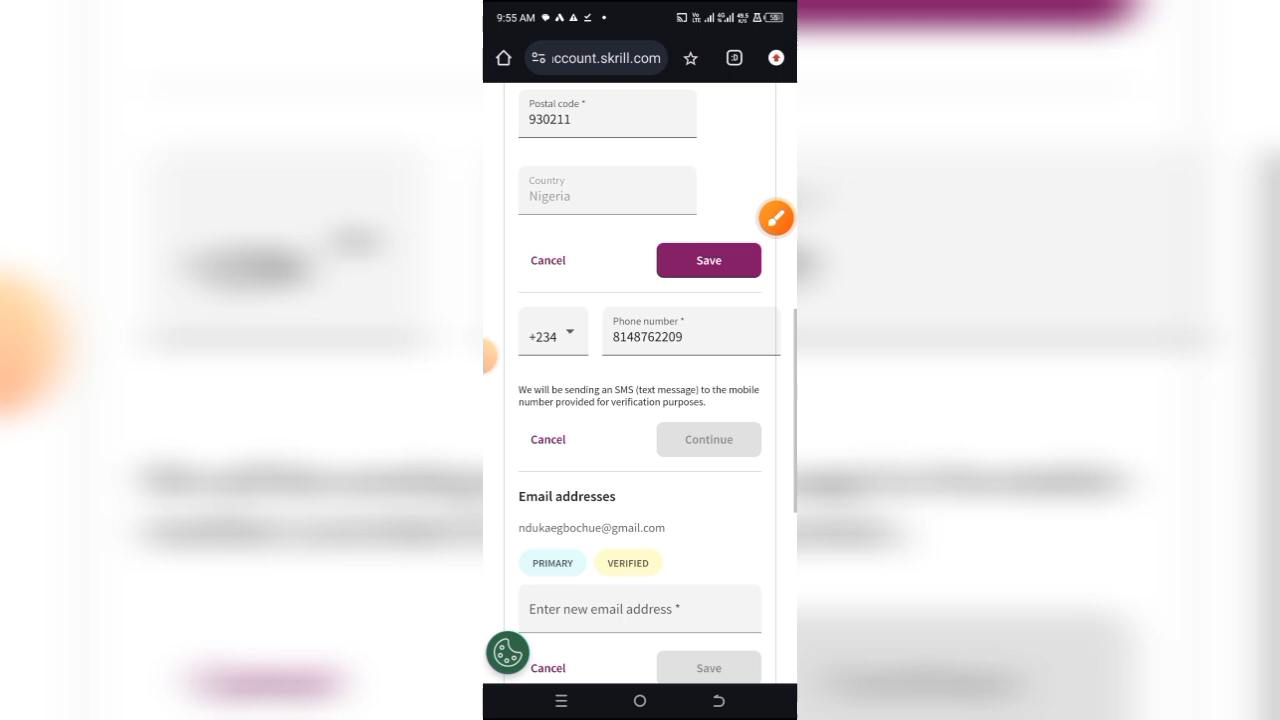 9:55 AM
ccount.skrill.com
Postal code *
930211
Country
Nigeria
Cancel
Save
+234
Phone number *
8148762209
We will be sending an SMS (text message) to the mobile
number provided for verification purposes.
Cancel
Continue
Email addresses
ndukaegbochue@gmail.com
PRIMARY
VERIFIED
Enter new email address *
Cancel
Save